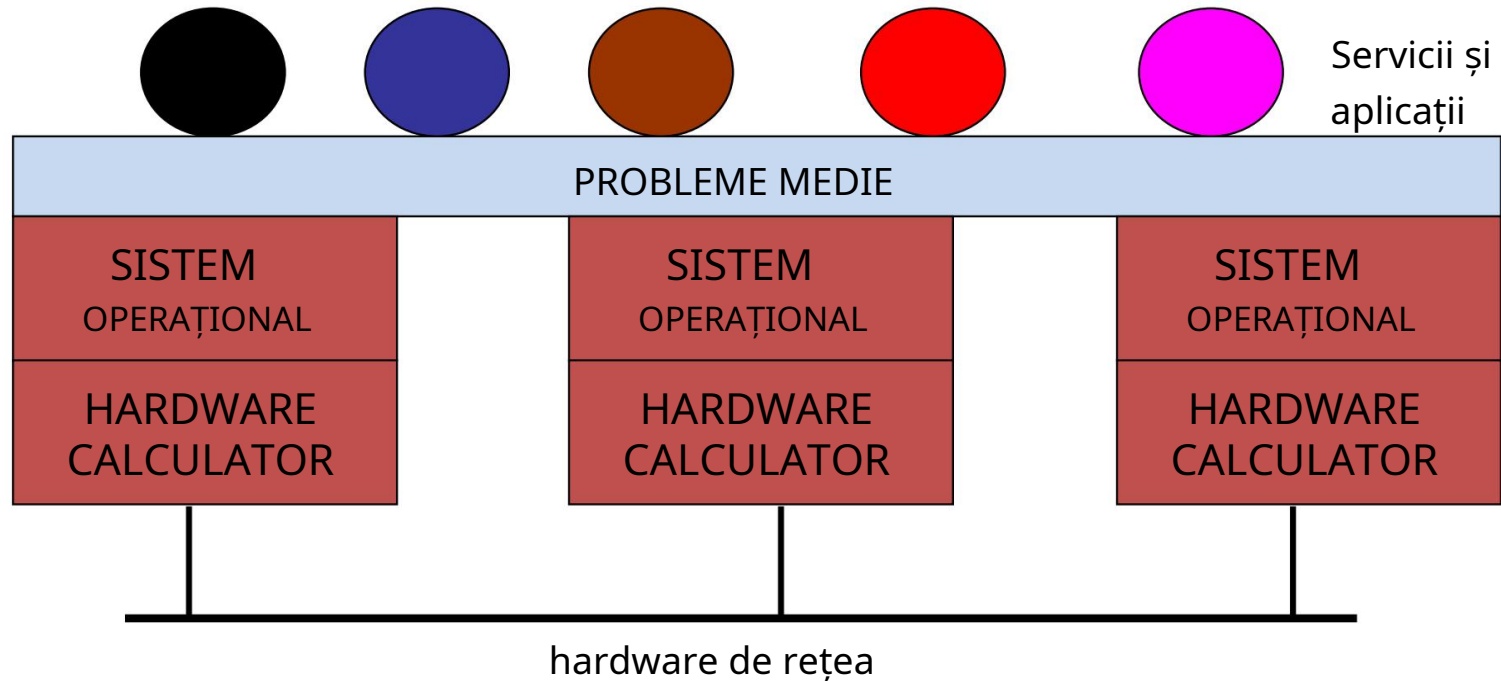 Servicii și
aplicații
PROBLEME MEDIE
SISTEM
OPERAȚIONAL
HARDWARE
CALCULATOR
SISTEM
OPERAȚIONAL
HARDWARE
CALCULATOR
SISTEM
OPERAȚIONAL
HARDWARE
CALCULATOR
hardware de rețea